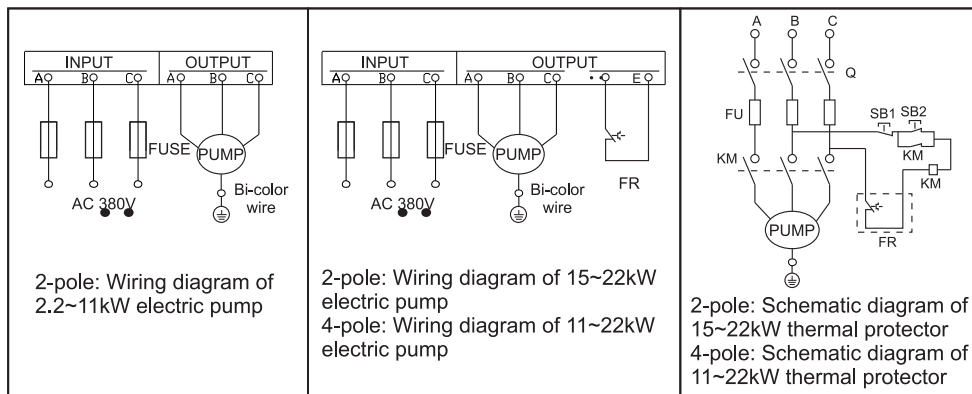 INPUT OUTPUT
A B C A B C
FUSE PUMP
Bi-color
wire
AC 380V
2-pole: Wiring diagram of
2.2~11kW electric pump
INPUT OUTPUT
A B C A B C E
FUSE PUMP
FR
Bi-color
wire
AC 380V
2-pole: Wiring diagram of 15~22kW
electric pump
4-pole: Wiring diagram of 11~22kW
electric pump
A B C
Q
FU SB1 SB2
KM
KM
KM
PUMP
FR
2-pole: Schematic diagram of
15~22kW thermal protector
4-pole: Schematic diagram of
11~22kW thermal protector